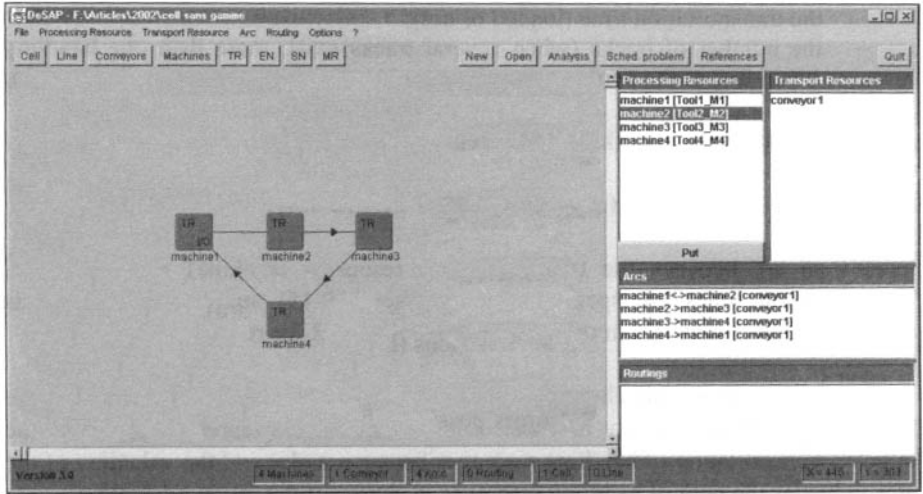 DeSAP - F:\Articles\2002\cell sans gamme
File Processing Resource Transport Resource Arc Routing Options ?
Cell Line Conveyors Machines TR EN SN MR New Open Analysis Sched. problem References Quit
Processing Resources Transport Resources
machine1 [Tool1_M1] conveyor1
machine2 [Tool2_M2]
machine3 [Tool3_M3]
machine4 [Tool4_M4]
TR TR TR
I/O
machine1 machine2 machine3
Put
Arcs
machine1<->machine2 [conveyor1]
machine2->machine3 [conveyor1]
machine3->machine4 [conveyor1]
machine4->machine1 [conveyor1]
TR
machine4
Routings
Version 3.0 4 Machines 1 Conveyor 4 Arcs 0 Routing 1 Cell 0 Line